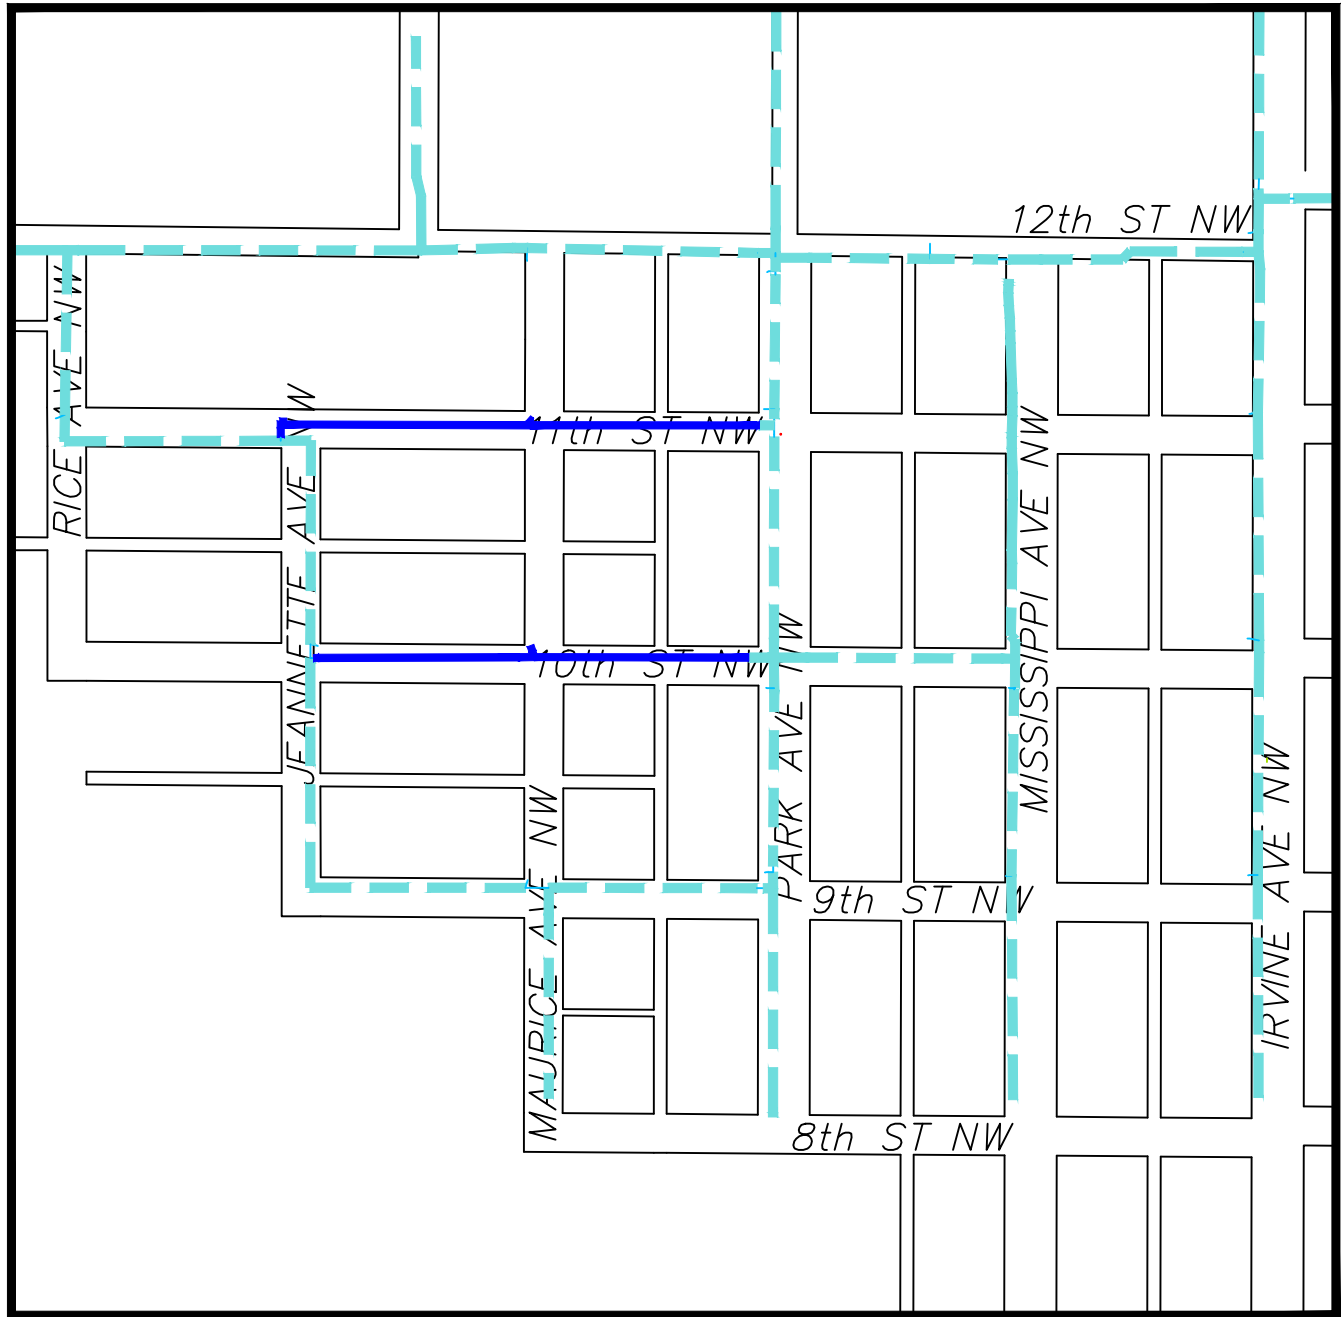 12th ST NW
RICE AVE NW
11th ST NW
JEANNETTE AVE NW
MISSISSIPPI AVE NW
10th ST NW
PARK AVE NW
MAURICE AVE NW
9th ST NW
IRVINE AVE NW
8th ST NW